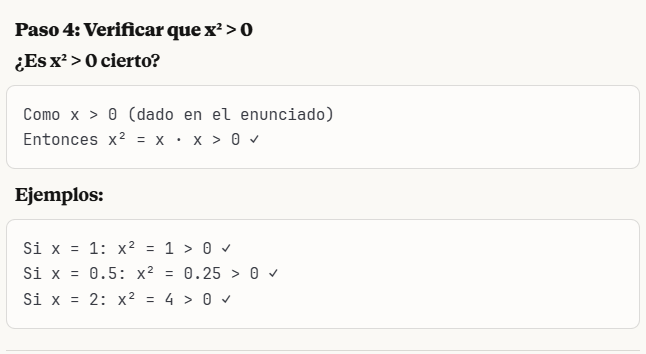 Paso 4: Verificar que x² > 0
¿Es x² > 0 cierto?
Como x > 0 (dado en el enunciado)
Entonces x² = x · x > 0 ✓
Ejemplos:
Si x = 1: x² = 1 > 0 ✓
Si x = 0.5: x² = 0.25 > 0 ✓
Si x = 2: x² = 4 > 0 ✓